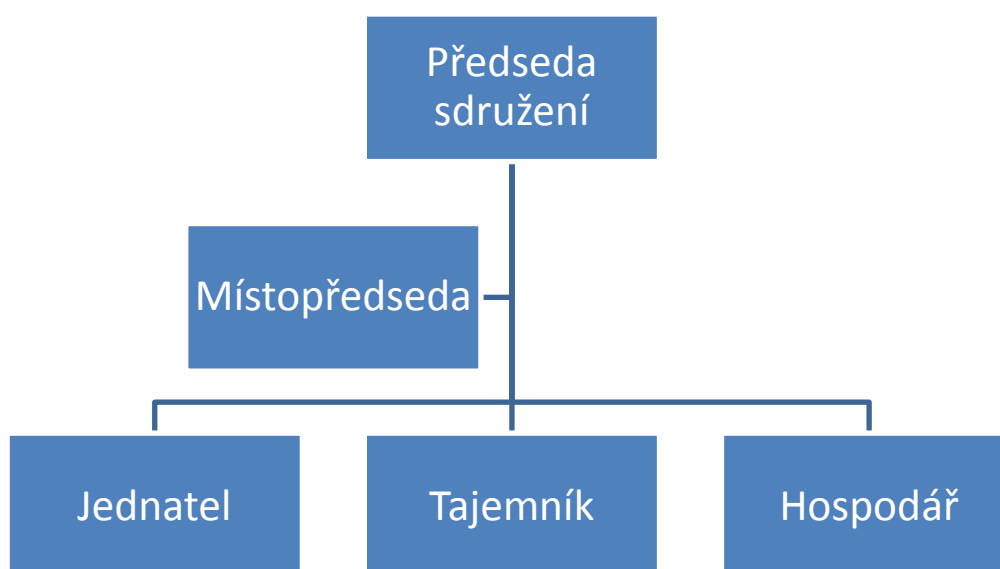 Předseda
sdružení
Místopředseda
Jednatel
Tajemník
Hospodář